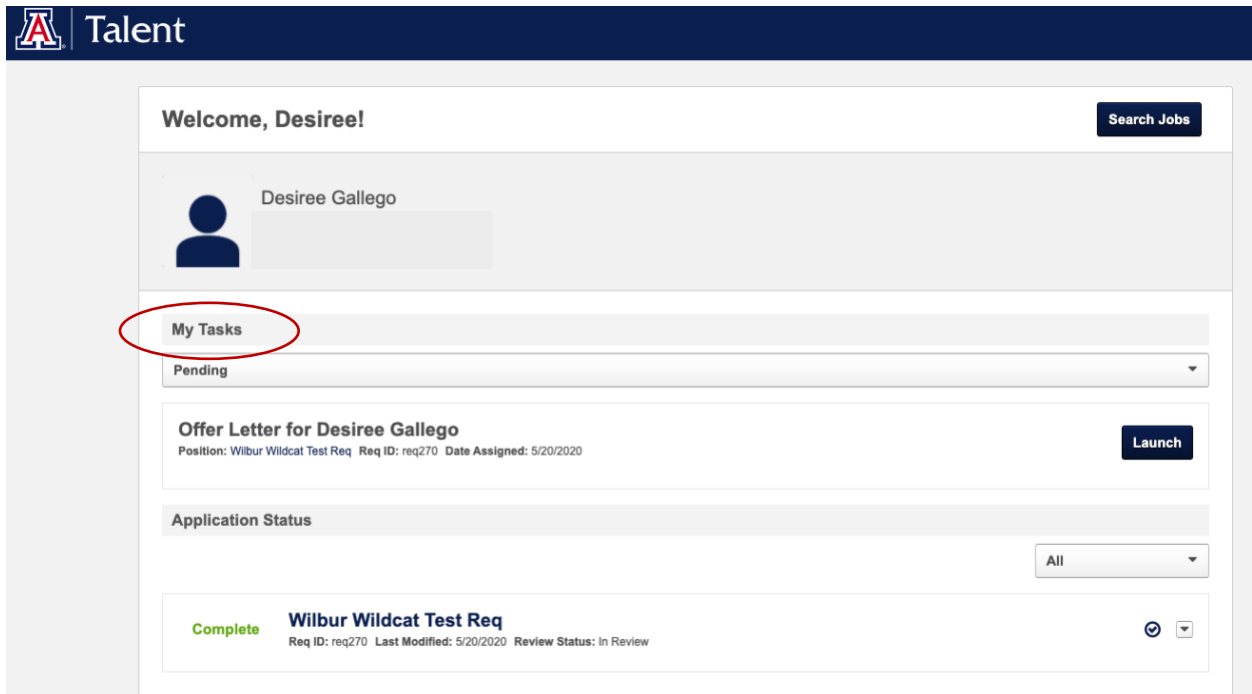 A Talent
Welcome, Desiree!
Search Jobs
Desiree Gallego
My Tasks
Pending
Offer Letter for Desiree Gallego
Position: Wilbur Wildcat Test Req Req ID: req270 Date Assigned: 5/20/2020
Launch
Application Status
All
Complete
Wilbur Wildcat Test Req
Req ID: req270 Last Modified: 5/20/2020 Review Status: In Review